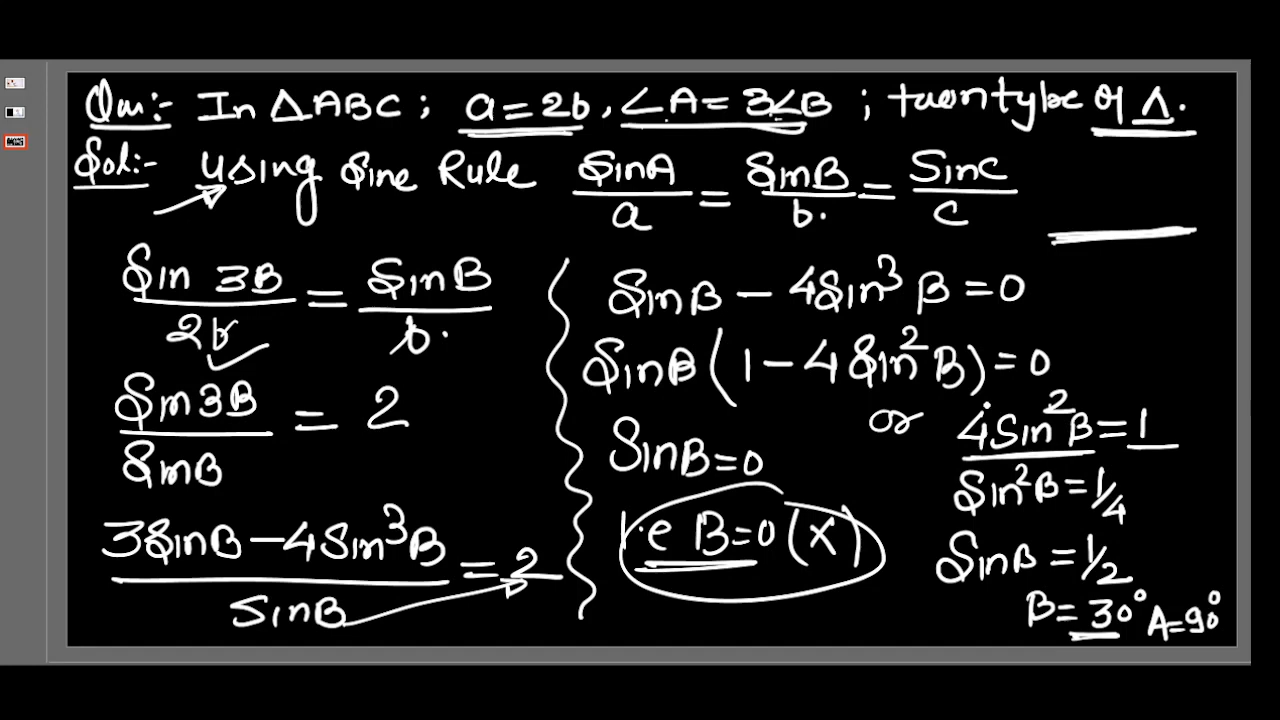 Qu:- In △ABC; a=2b, ∠A=3∠B; of Δ.
Sol:- Using Sine Rule SinA/a = SinB/b = SinC/c
Sin 3B/2b = SinB/b
Sin3B/SinB = 2
3SinB-4Sin³B/SinB = 2
SinB - 4Sin³B = 0
SinB(1-4Sin²B)=0
SinB=0
i.e B=0 (X)
or 4Sin²B=1
Sin²B=1/4
SinB=1/2
B=30° A=90°